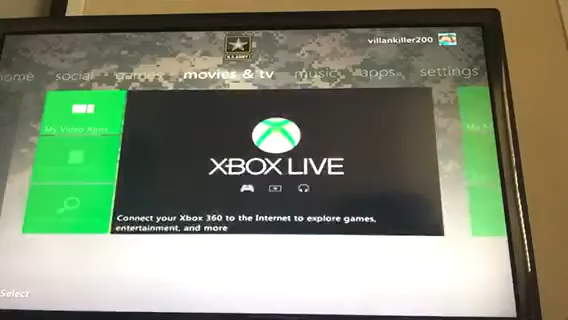 villankiller200
U.S.ARMY
home social games movies & tv music apps settings
My Video Apps
XBOX LIVE
Connect your Xbox 360 to the Internet to explore games,
entertainment, and more
Select